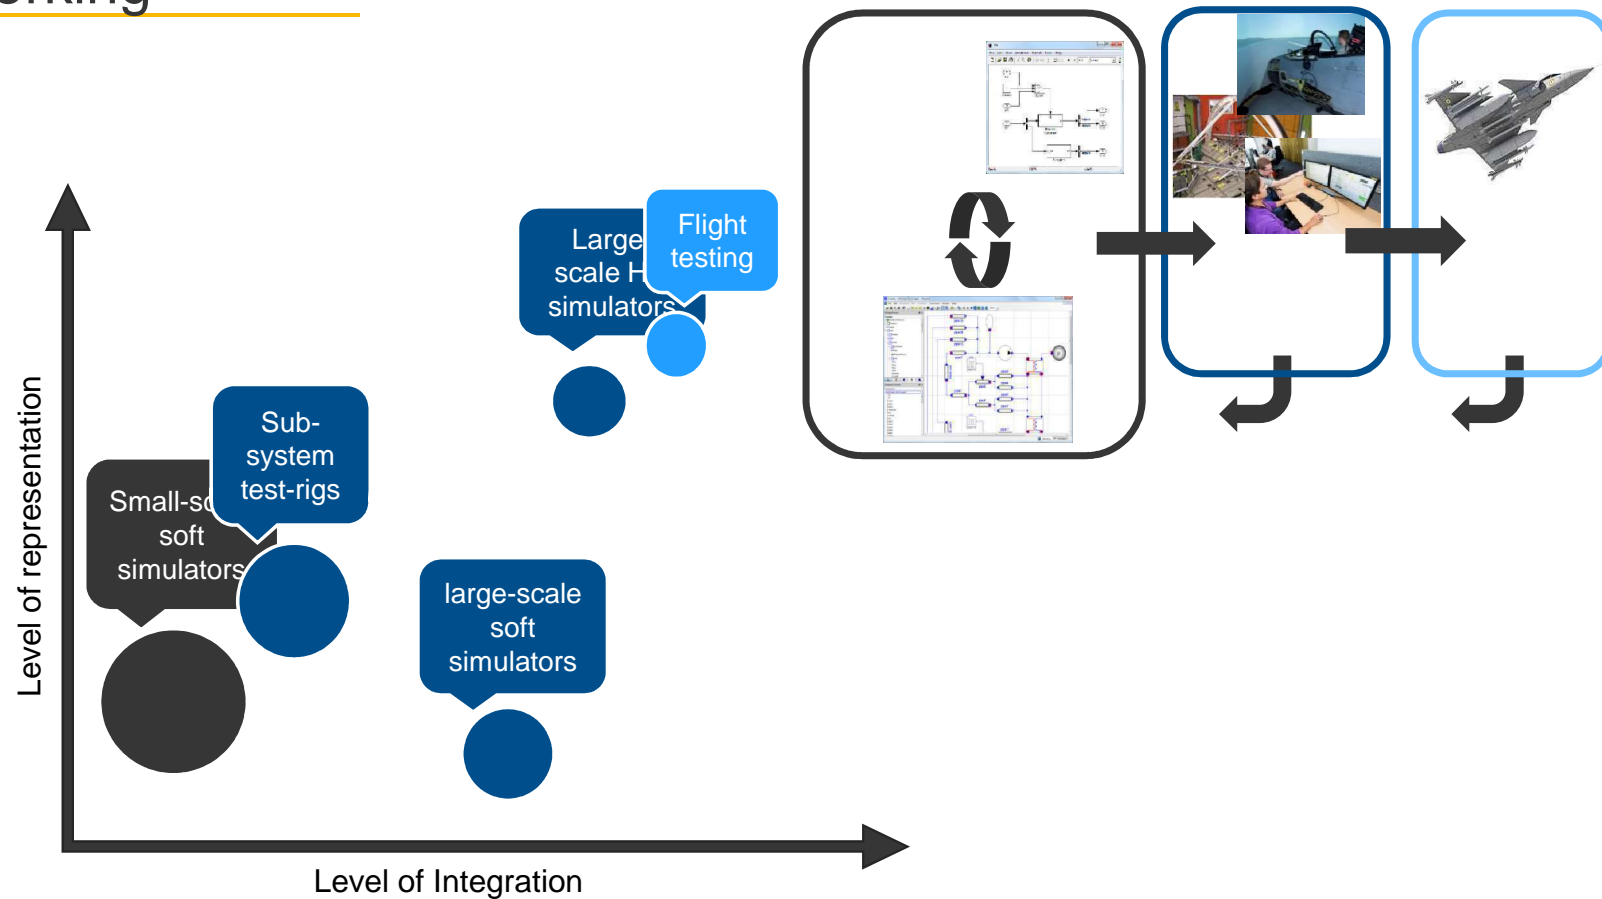 Flight
testing
Large
scale H
simulators
Sub-
system
test-rigs
Small-sc
soft
simulators
large-scale
soft
simulators
Level of representation
Level of Integration